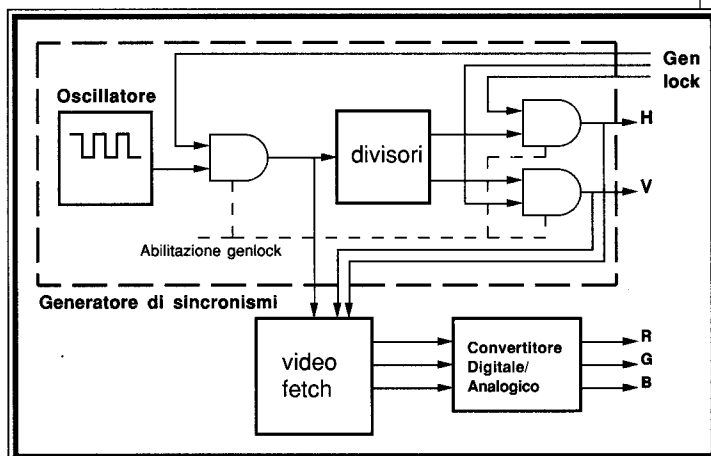 Gen
lock
Oscillatore
H
divisori
V
Abilitazione genlock
Generatore di sincronismi
video
fetch
Convertitore
Digitale/
Analogico
R
G
B